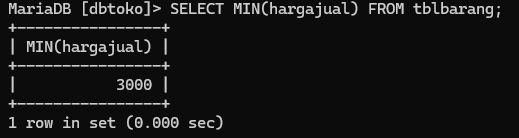 MariaDB [dbtoko]> SELECT MIN(hargajual) FROM tblbarang;
+---------------+
| MIN(hargajual) |
+---------------+
|          3000 |
+---------------+
1 row in set (0.000 sec)